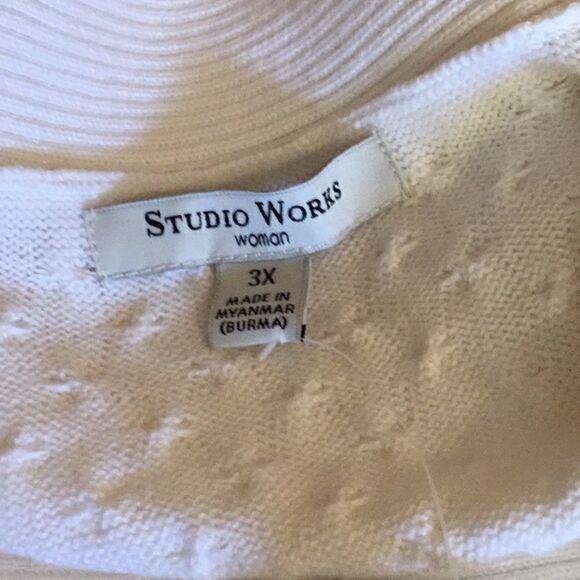 STUDIO WORKS
woman
3X
MADE IN
MYANMAR
(BURMA)